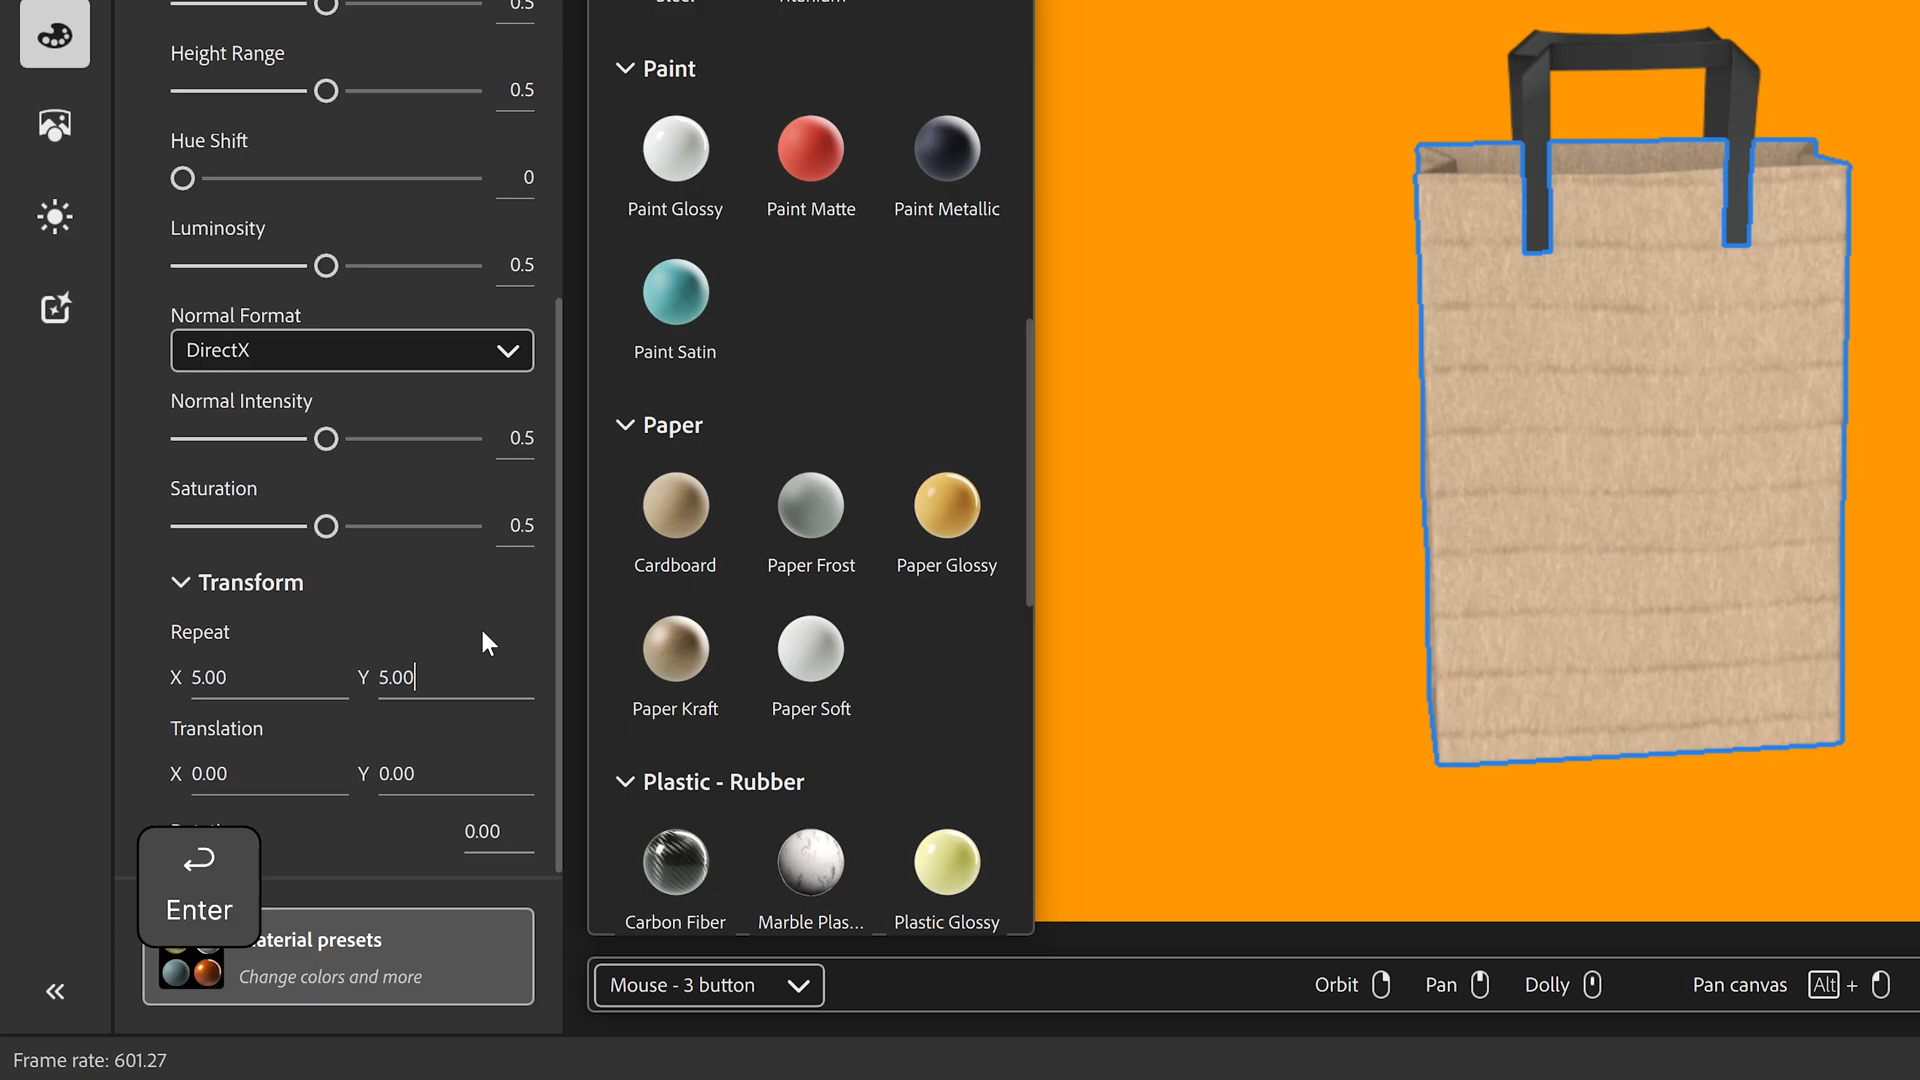 0.5
Height Range
0.5
Hue Shift
0
Luminosity
0.5
Normal Format
DirectX
Normal Intensity
0.5
Saturation
0.5
Transform
Repeat
X 5.00 Y 5.00
Translation
X 0.00 Y 0.00
0.00
Enter
aterial presets
Change colors and more
Frame rate: 601.27
Steel Titanium
Paint
Paint Glossy Paint Matte Paint Metallic
Paint Satin
Paper
Cardboard Paper Frost Paper Glossy
Paper Kraft Paper Soft
Plastic - Rubber
Carbon Fiber Marble Plas... Plastic Glossy
Mouse - 3 button
Orbit Pan Dolly Pan canvas Alt +